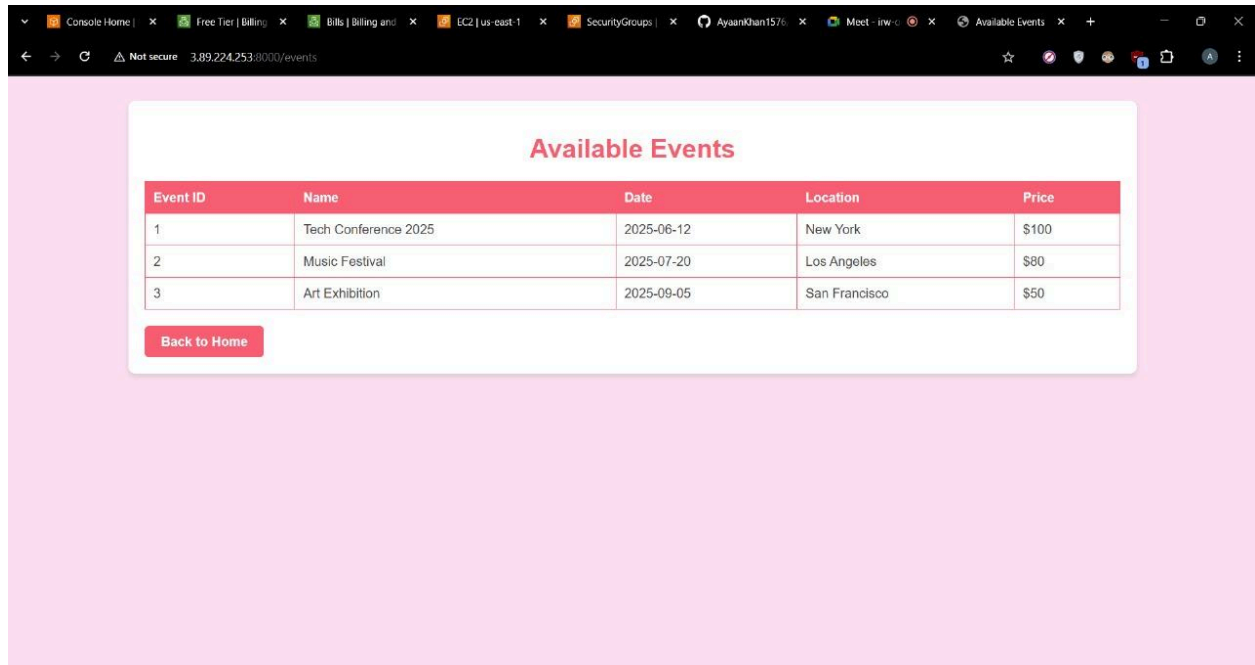 Console Home |
Free Tier | Billing
Bills | Billing and
EC2 | us-east-1
SecurityGroups |
AyaanKhan1576
Meet - irw-c
Available Events
Not secure 3.89.224.253:8000/events
1
A
Available Events
Event ID Name Date Location Price
1 Tech Conference 2025 2025-06-12 New York $100
2 Music Festival 2025-07-20 Los Angeles $80
3 Art Exhibition 2025-09-05 San Francisco $50
Back to Home